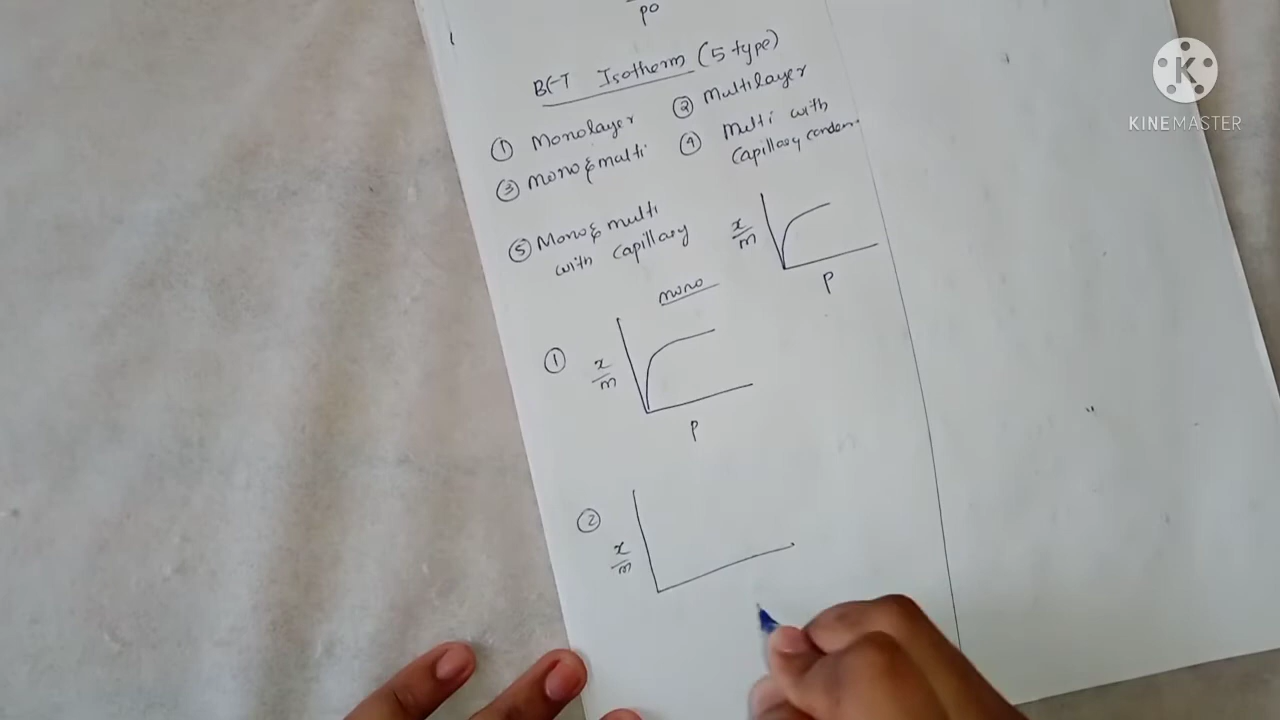 po
BET Isotherm (5 type)
① Monolayer
② Multilayer
③ Mono & multi
④ Multi with
Capillary conden.
⑤ Mono & multi
with capillary
x/m
P
mono
①
x/m
P
②
x/m
K
KINEMASTER